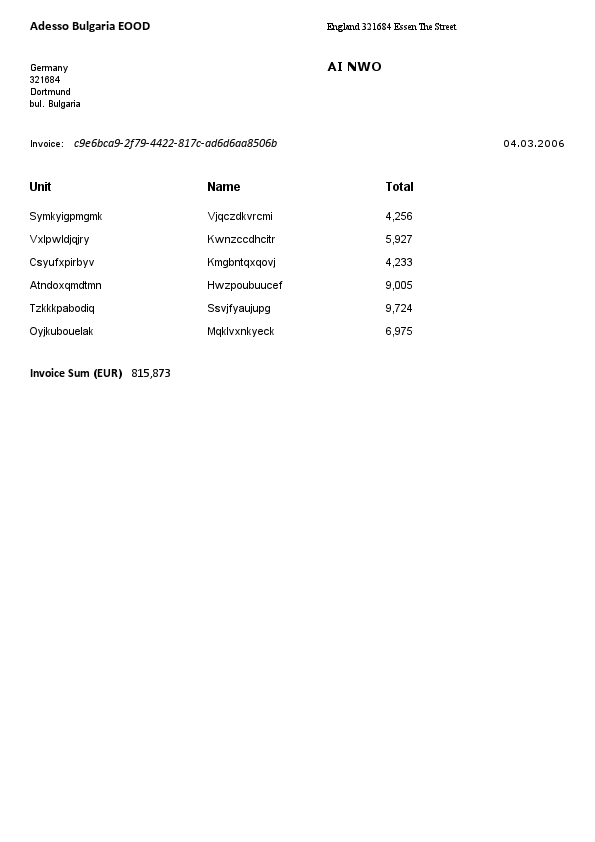 Adesso Bulgaria EOOD England 321684 Essen The Street
Germany AI NWO
321684
Dortmund
bul. Bulgaria
Invoice: c9e6bca9-2f79-4422-817c-ad6d6aa8506b 04.03.2006
Unit Name Total
Symkyigpmgmk Vjqczdkvrcmi 4,256
Vxlpwldjqjry Kwnzccdhcitr 5,927
Csyufxpirbyv Kmgbntqxqovj 4,233
Atndoxqmdtmn Hwzpoubuucef 9,005
Tzkkkpabodiq Ssvjfyaujupg 9,724
Oyjkubouelak Mqklvxnkyeck 6,975
Invoice Sum (EUR) 815,873